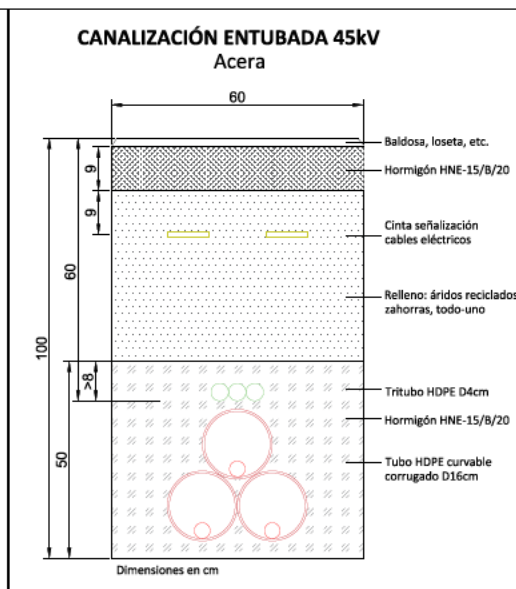 CANALIZACIÓN ENTUBADA 45kV
Acera
60
Baldosa, loseta, etc.
9
Hormigón HNE-15/B/20
9
Cinta señalización
cables eléctricos
60
Relleno: áridos reciclados
zahorras, todo-uno
100
>8
Tritubo HDPE D4cm
Hormigón HNE-15/B/20
50
Tubo HDPE curvable
corrugado D16cm
Dimensiones en cm